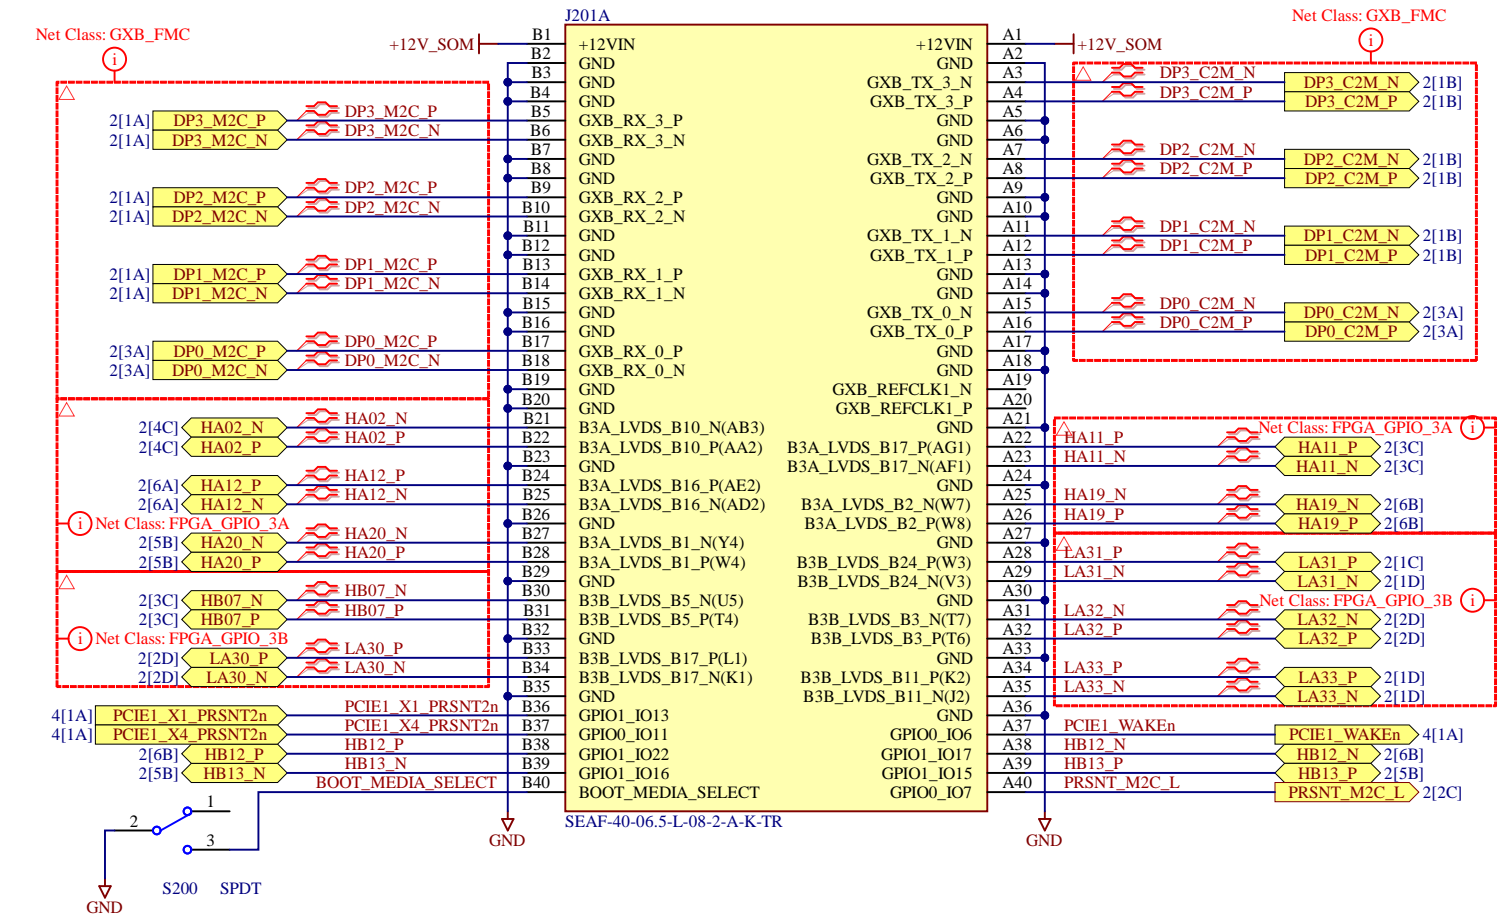 J201A
Net Class: GXB_FMC
Net Class: GXB_FMC
+12V_SOM B1 +12VIN +12VIN A1 +12V_SOM
B2 GND GND A2
B3 GND GXB_TX_3_N A3 DP3_C2M_N DP3_C2M_N 2[1B]
B4 GND GXB_TX_3_P A4 DP3_C2M_P DP3_C2M_P 2[1B]
2[1A] DP3_M2C_P DP3_M2C_P B5 GXB_RX_3_P GND A5
2[1A] DP3_M2C_N DP3_M2C_N B6 GXB_RX_3_N GND A6
B7 GND GXB_TX_2_N A7 DP2_C2M_N DP2_C2M_N 2[1B]
B8 GND GXB_TX_2_P A8 DP2_C2M_P DP2_C2M_P 2[1B]
2[1A] DP2_M2C_P DP2_M2C_P B9 GXB_RX_2_P GND A9
2[1A] DP2_M2C_N DP2_M2C_N B10 GXB_RX_2_N GND A10
B11 GND GXB_TX_1_N A11 DP1_C2M_N DP1_C2M_N 2[1B]
B12 GND GXB_TX_1_P A12 DP1_C2M_P DP1_C2M_P 2[1B]
2[1A] DP1_M2C_P DP1_M2C_P B13 GXB_RX_1_P GND A13
2[1A] DP1_M2C_N DP1_M2C_N B14 GXB_RX_1_N GND A14
B15 GND GXB_TX_0_N A15 DP0_C2M_N DP0_C2M_N 2[3A]
B16 GND GXB_TX_0_P A16 DP0_C2M_P DP0_C2M_P 2[3A]
2[3A] DP0_M2C_P DP0_M2C_P B17 GXB_RX_0_P GND A17
2[3A] DP0_M2C_N DP0_M2C_N B18 GXB_RX_0_N GND A18
B19 GND GXB_REFCLK1_N A19
B20 GND GXB_REFCLK1_P A20
2[4C] HA02_N HA02_N B21 B3A_LVDS_B10_N(AB3) GND A21 Net Class: FPGA_GPIO_3A
2[4C] HA02_P HA02_P B22 B3A_LVDS_B10_P(AA2) B3A_LVDS_B17_P(AG1) A22 HA11_P HA11_P 2[3C]
B23 GND B3A_LVDS_B17_N(AF1) A23 HA11_N HA11_N 2[3C]
2[6A] HA12_P HA12_P B24 B3A_LVDS_B16_P(AE2) GND A24
2[6A] HA12_N HA12_N B25 B3A_LVDS_B16_N(AD2) B3A_LVDS_B2_N(W7) A25 HA19_N HA19_N 2[6B]
Net Class: FPGA_GPIO_3A B26 GND B3A_LVDS_B2_P(W8) A26 HA19_P HA19_P 2[6B]
2[5B] HA20_N HA20_N B27 B3A_LVDS_B1_N(Y4) GND A27
2[5B] HA20_P HA20_P B28 B3A_LVDS_B1_P(W4) B3B_LVDS_B24_P(W3) A28 LA31_P LA31_P 2[1C]
B29 GND B3B_LVDS_B24_N(V3) A29 LA31_N LA31_N 2[1D]
2[3C] HB07_N HB07_N B30 B3B_LVDS_B5_N(U5) GND A30 Net Class: FPGA_GPIO_3B
2[3C] HB07_P HB07_P B31 B3B_LVDS_B5_P(T4) B3B_LVDS_B3_N(T7) A31 LA32_N LA32_N 2[2D]
Net Class: FPGA_GPIO_3B B32 GND B3B_LVDS_B3_P(T6) A32 LA32_P LA32_P 2[2D]
2[2D] LA30_P LA30_P B33 B3B_LVDS_B17_P(L1) GND A33
2[2D] LA30_N LA30_N B34 B3B_LVDS_B17_N(K1) B3B_LVDS_B11_P(K2) A34 LA33_P LA33_P 2[1D]
B35 GND B3B_LVDS_B11_N(J2) A35 LA33_N LA33_N 2[1D]
4[1A] PCIE1_X1_PRSNT2n PCIE1_X1_PRSNT2n B36 GPIO1_IO13 GND A36
4[1A] PCIE1_X4_PRSNT2n PCIE1_X4_PRSNT2n B37 GPIO0_IO11 GPIO0_IO6 A37 PCIE1_WAKEn PCIE1_WAKEn 4[1A]
2[6B] HB12_P HB12_P B38 GPIO1_IO22 GPIO1_IO17 A38 HB12_N HB12_N 2[6B]
2[5B] HB13_N HB13_N B39 GPIO1_IO16 GPIO1_IO15 A39 HB13_P HB13_P 2[5B]
BOOT_MEDIA_SELECT B40 BOOT_MEDIA_SELECT GPIO0_IO7 A40 PRSNT_M2C_L PRSNT_M2C_L 2[2C]
SEAF-40-06.5-L-08-2-A-K-TR
GND
GND
1
2
3
S200 SPDT
GND